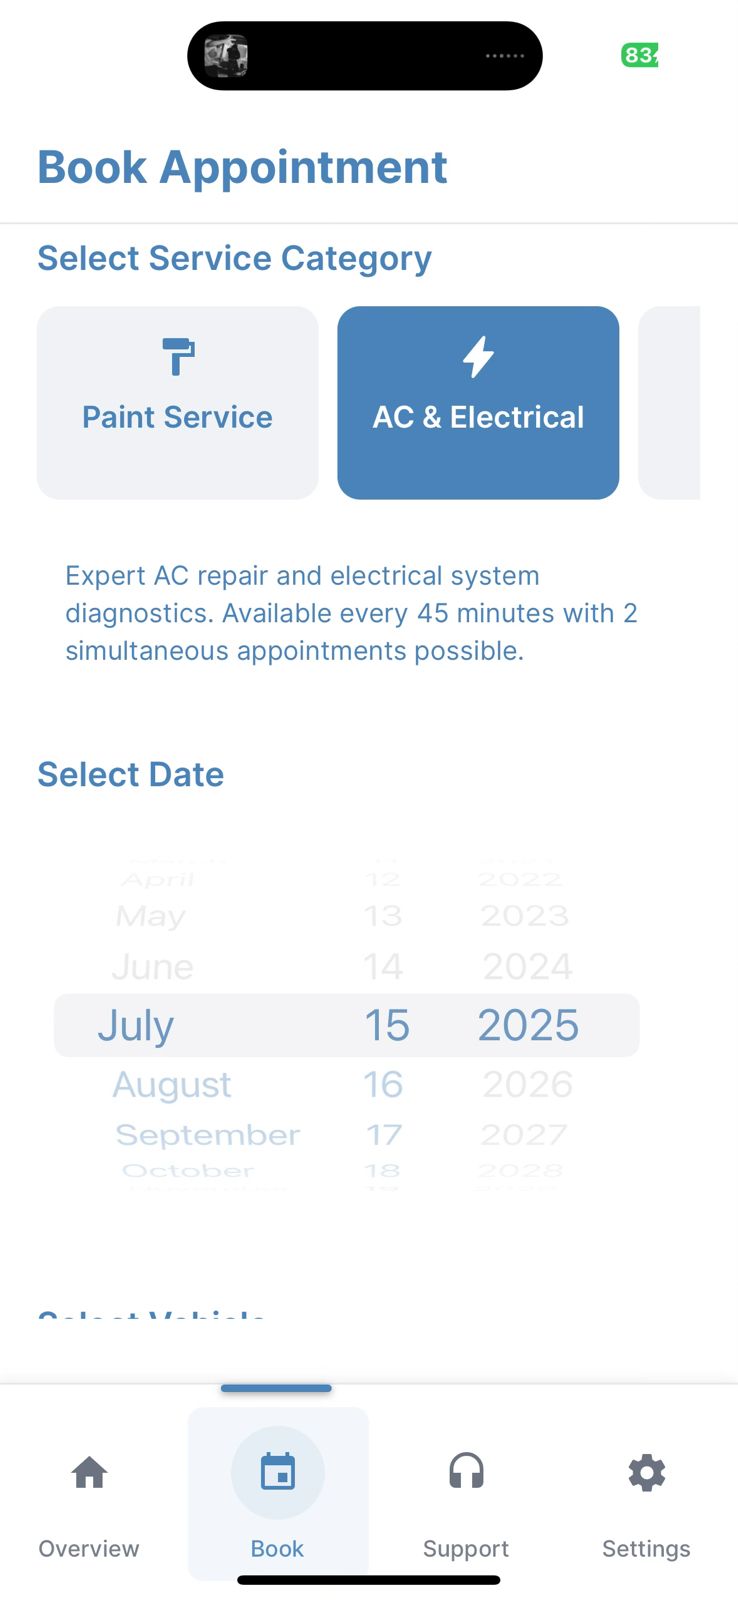 83
Book Appointment
Select Service Category
Paint Service
AC & Electrical
Expert AC repair and electrical system
diagnostics. Available every 45 minutes with 2
simultaneous appointments possible.
Select Date
April 12 2022
May 13 2023
June 14 2024
July 15 2025
August 16 2026
September 17 2027
October 18 2028
Select Vehicle
Overview
Book
Support
Settings